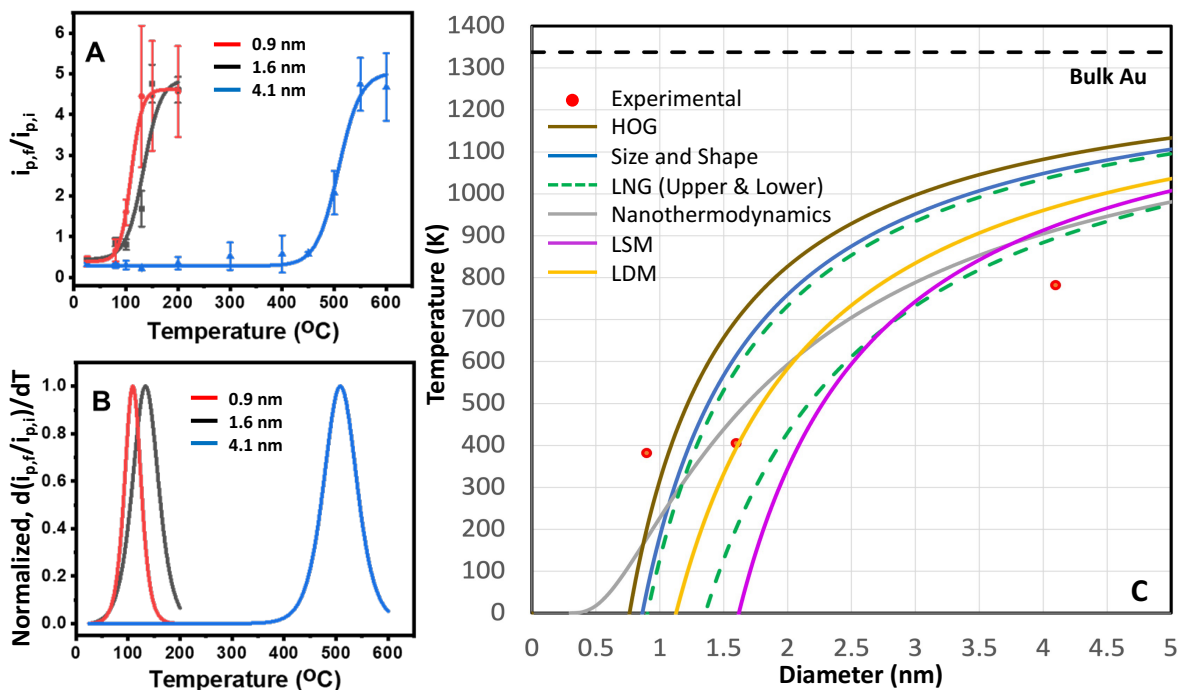 A
0.9 nm
1.6 nm
4.1 nm
6
5
4
3
2
1
0
i_p,f/i_p,i
0 100 200 300 400 500 600
Temperature (OC)
B
0.9 nm
1.6 nm
4.1 nm
1.0
0.8
0.6
0.4
0.2
0.0
Normalized, d(i_p,f/i_p,i)/dT
0 100 200 300 400 500 600
Temperature (OC)
1400
1300
1200
1100
1000
900
800
700
600
500
400
300
200
100
0
Temperature (K)
Bulk Au
Experimental
HOG
Size and Shape
LNG (Upper & Lower)
Nanothermodynamics
LSM
LDM
C
0 0.5 1 1.5 2 2.5 3 3.5 4 4.5 5
Diameter (nm)